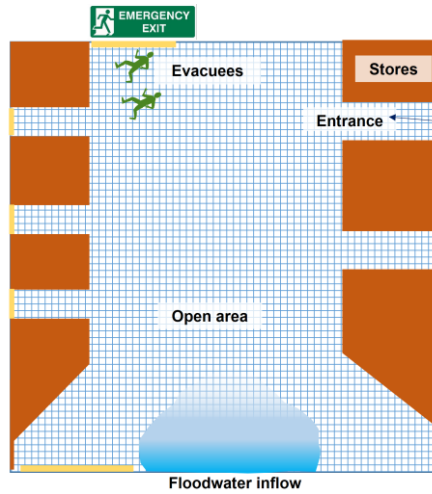 EMERGENCY
EXIT
Evacuees
Stores
Entrance
Open area
Floodwater inflow